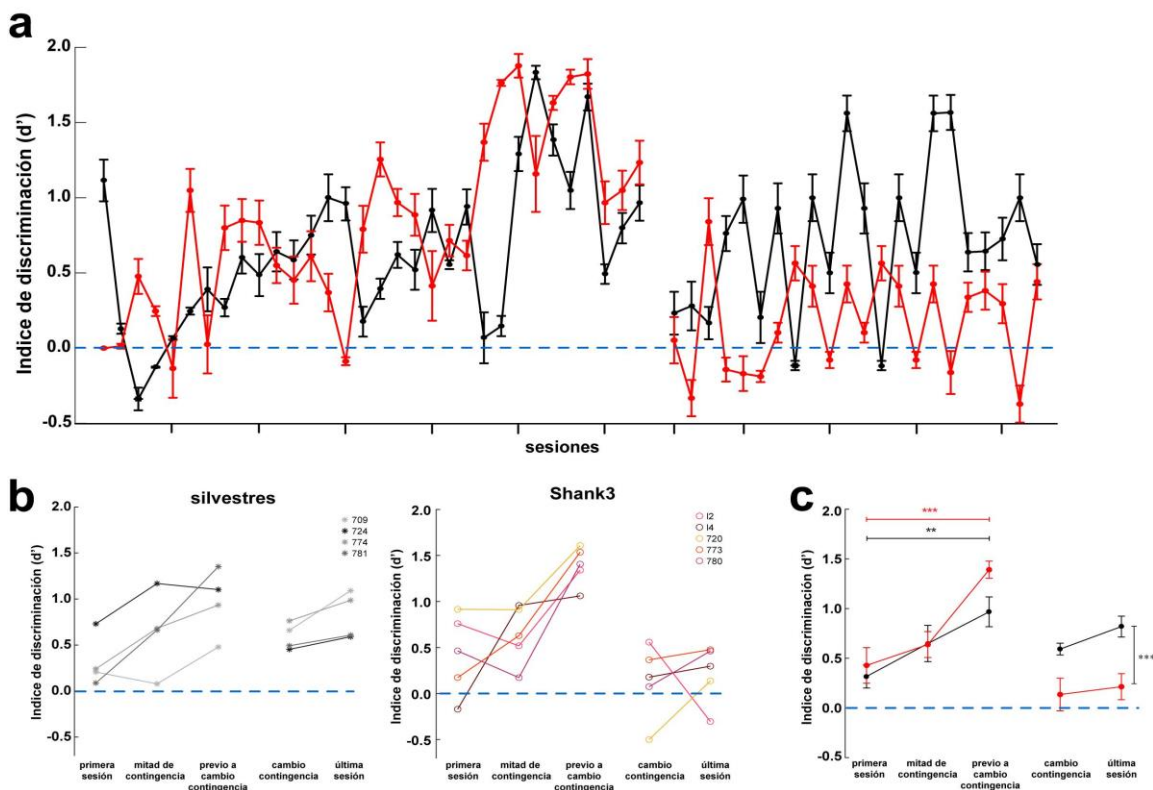 a
Indice de discriminación (d')
2.0
1.5
1.0
0.5
0.0
-0.5
sesiones
b
silvestres
Indice de discriminación (d')
2.0
1.5
1.0
0.5
0.0
-0.5
709
724
774
781
primera sesión
mitad de contingencia
previo a cambio contingencia
cambio contingencia
última sesión
Shank3
Indice de discriminación (d')
2.0
1.5
1.0
0.5
0.0
-0.5
I2
I4
720
773
780
primera sesión
mitad de contingencia
previo a cambio contingencia
cambio contingencia
última sesión
c
Indice de discriminación (d')
2.0
1.5
1.0
0.5
0.0
-0.5
***
**
***
primera sesión
mitad de contingencia
previo a cambio contingencia
cambio contingencia
última sesión